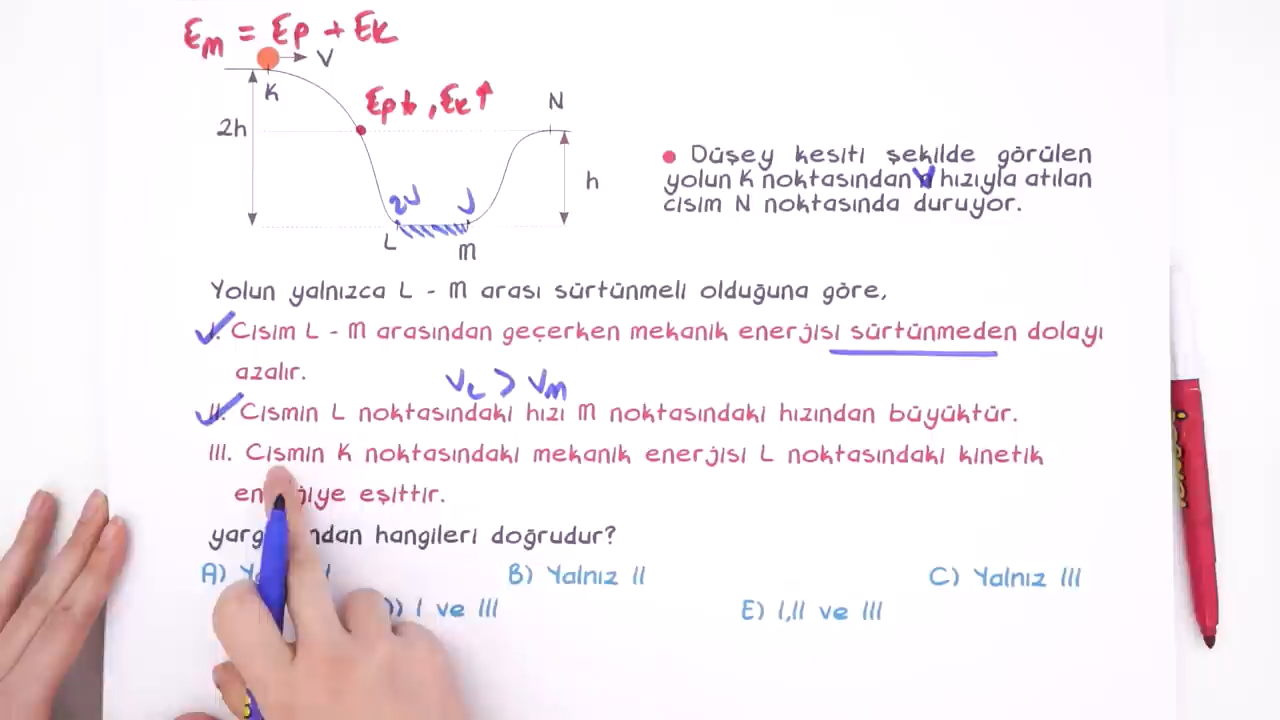 EM = EP + EK
V
K
EP↓, EK↑
N
2h
h
2V
V
L
M
• Düşey kesiti şekilde görülen
yolun K noktasından V hızıyla atılan
cisim N noktasında duruyor.
Yolun yalnızca L - M arası sürtünmeli olduğuna göre,
I. Cisim L - M arasından geçerken mekanik enerjisi sürtünmeden dolayı
azalır.
VL > VM
II. Cismin L noktasındaki hızı M noktasındaki hızından büyüktür.
III. Cismin K noktasındaki mekanik enerjisi L noktasındaki kinetik
eşittir.
hangileri doğrudur?
A)
B) Yalnız II
C) Yalnız III
I ve III
E) I,II ve III